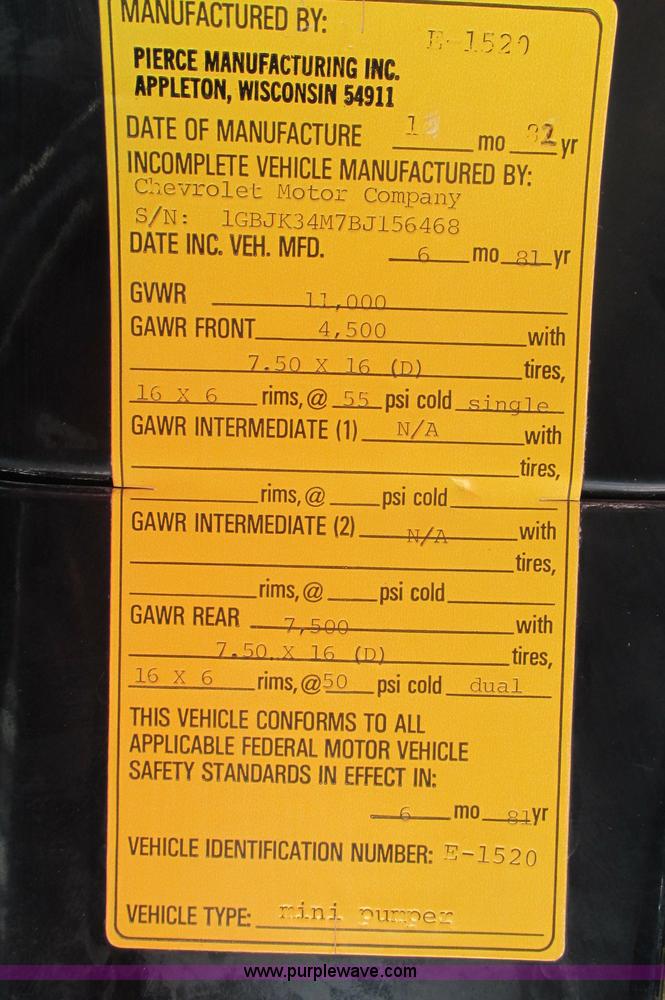 MANUFACTURED BY: E-1520
PIERCE MANUFACTURING INC.
APPLETON, WISCONSIN 54911
DATE OF MANUFACTURE mo 82 yr
INCOMPLETE VEHICLE MANUFACTURED BY:
Chevrolet Motor Company
S/N: 1GBJK34M7BJ156468
DATE INC. VEH. MFD. 6 mo 81 yr
GVWR 11,000
GAWR FRONT 4,500 with
7.50 X 16 (D) tires,
16 X 6 rims, @ 55 psi cold single
GAWR INTERMEDIATE (1) N/A with
tires,
rims, @ psi cold
GAWR INTERMEDIATE (2) N/A with
tires,
rims, @ psi cold
GAWR REAR 7,500 with
7.50 X 16 (D) tires,
16 X 6 rims, @ 50 psi cold dual
THIS VEHICLE CONFORMS TO ALL
APPLICABLE FEDERAL MOTOR VEHICLE
SAFETY STANDARDS IN EFFECT IN:
6 mo 81 yr
VEHICLE IDENTIFICATION NUMBER: E-1520
VEHICLE TYPE: mini pumper
www.purplewave.com